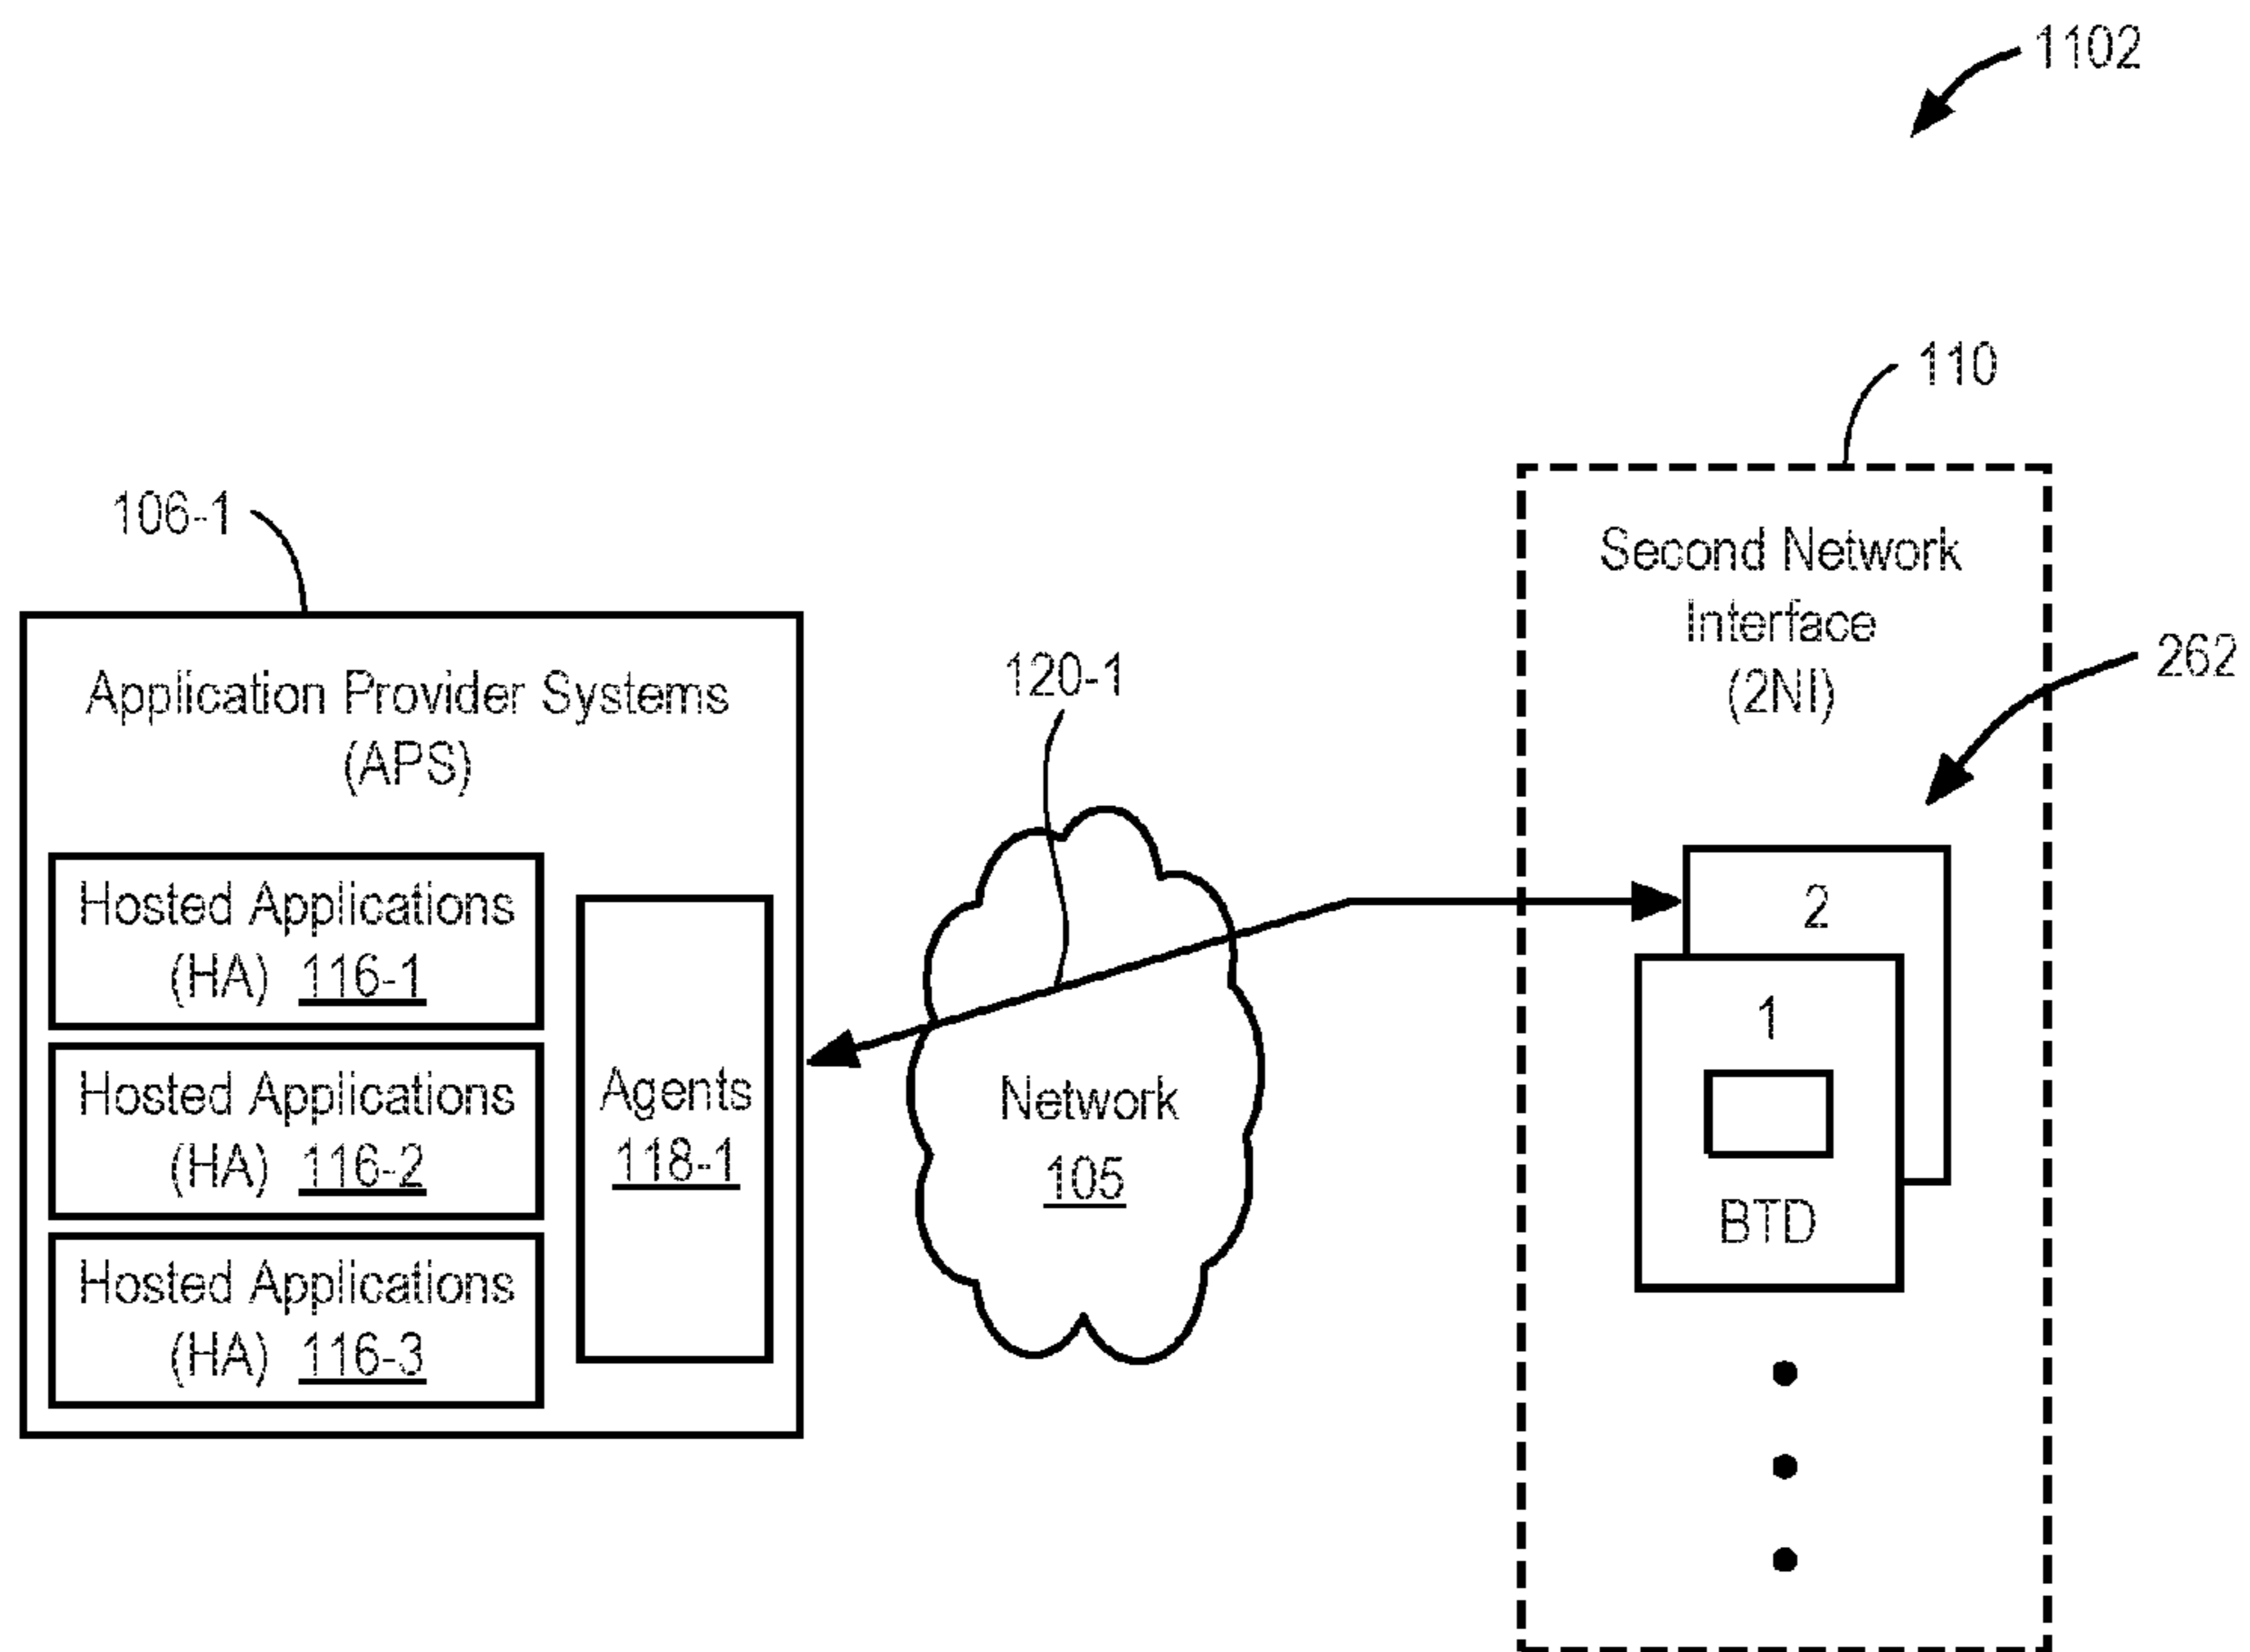 1102
110
106-1
Second Network
Interface
(2NI)
262
120-1
Application Provider Systems
(APS)
Hosted Applications
(HA) 116-1
Hosted Applications
(HA) 116-2
Hosted Applications
(HA) 116-3
Agents
118-1
Network
105
2
1
BTD